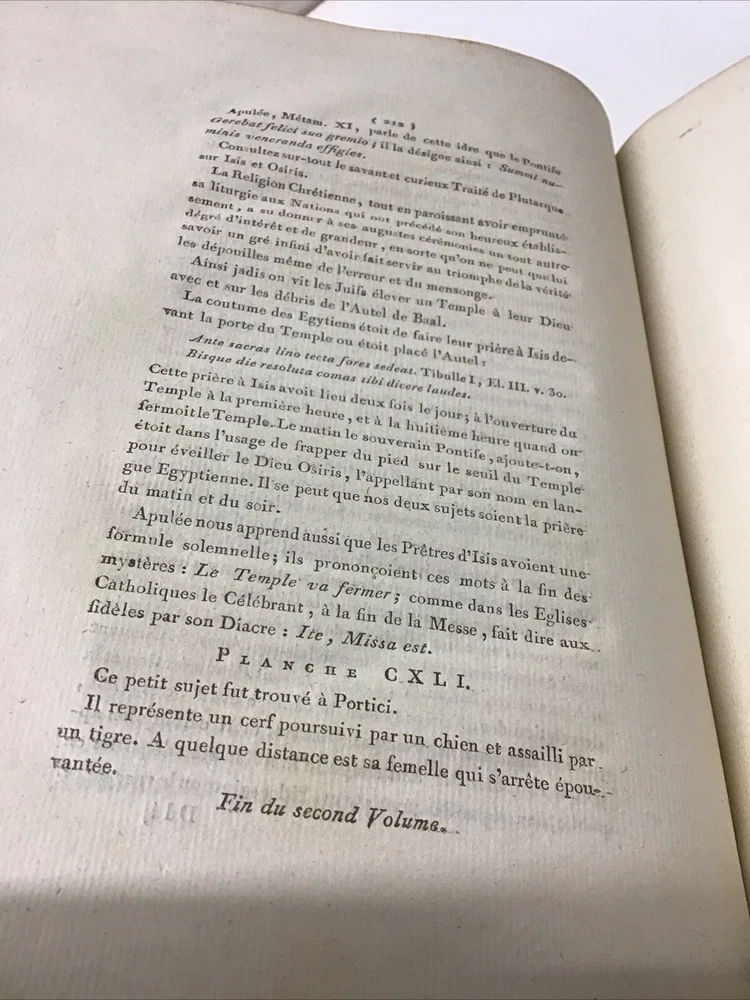 ( 212 )
Apulée, Métam. XI, parle de cette idre que le Pontife
Gerebat felici suo gremio; il la désigne ainsi : Summi nu-
minis veneranda effigies.
Consultez sur-tout le savant et curieux Traité de Plutarque
sur Isis et Osiris.
La Religion Chrétienne, tout en paroissant avoir emprunté
sa liturgie aux Nations qui ont précédé son heureux établis-
sement, a su donner à ses augustes cérémonies un tout autre
dégré d'intérêt et de grandeur, en sorte qu'on ne peut que lui
savoir un gré infini d'avoir fait servir au triomphe de la vérité
les dépouilles même de l'erreur et du mensonge.
Ainsi jadis on vit les Juifs élever un Temple à leur Dieu
avec et sur les débris de l'Autel de Baal.
La coutume des Egytiens étoit de faire leur prière à Isis de-
vant la porte du Temple ou étoit placé l'Autel :
Ante sacras lino tecta fores sedeat. Tibulle I, El. III. v. 30.
Bisque die resoluta comas tibi dicere laudes.
Cette prière à Isis avoit lieu deux fois le jour; à l'ouverture du
Temple à la première heure, et à la huitième heure quand on
fermoit le Temple. Le matin le souverain Pontife, ajoute-t-on,
étoit dans l'usage de frapper du pied sur le seuil du Temple
pour éveiller le Dieu Osiris, l'appellant par son nom en lan-
gue Egyptienne. Il se peut que nos deux sujets soient la prière
du matin et du soir.
Apulée nous apprend aussi que les Prêtres d'Isis avoient une
formule solemnelle; ils prononçoient ces mots à la fin des
mystères : Le Temple va fermer; comme dans les Eglises
Catholiques le Célébrant, à la fin de la Messe, fait dire aux
fidèles par son Diacre : Ite, Missa est.
PLANCHE CXLI.
Ce petit sujet fut trouvé à Portici.
Il représente un cerf poursuivi par un chien et assailli par
un tigre. A quelque distance est sa femelle qui s'arrête épou-
vantée.
Fin du second Volume.